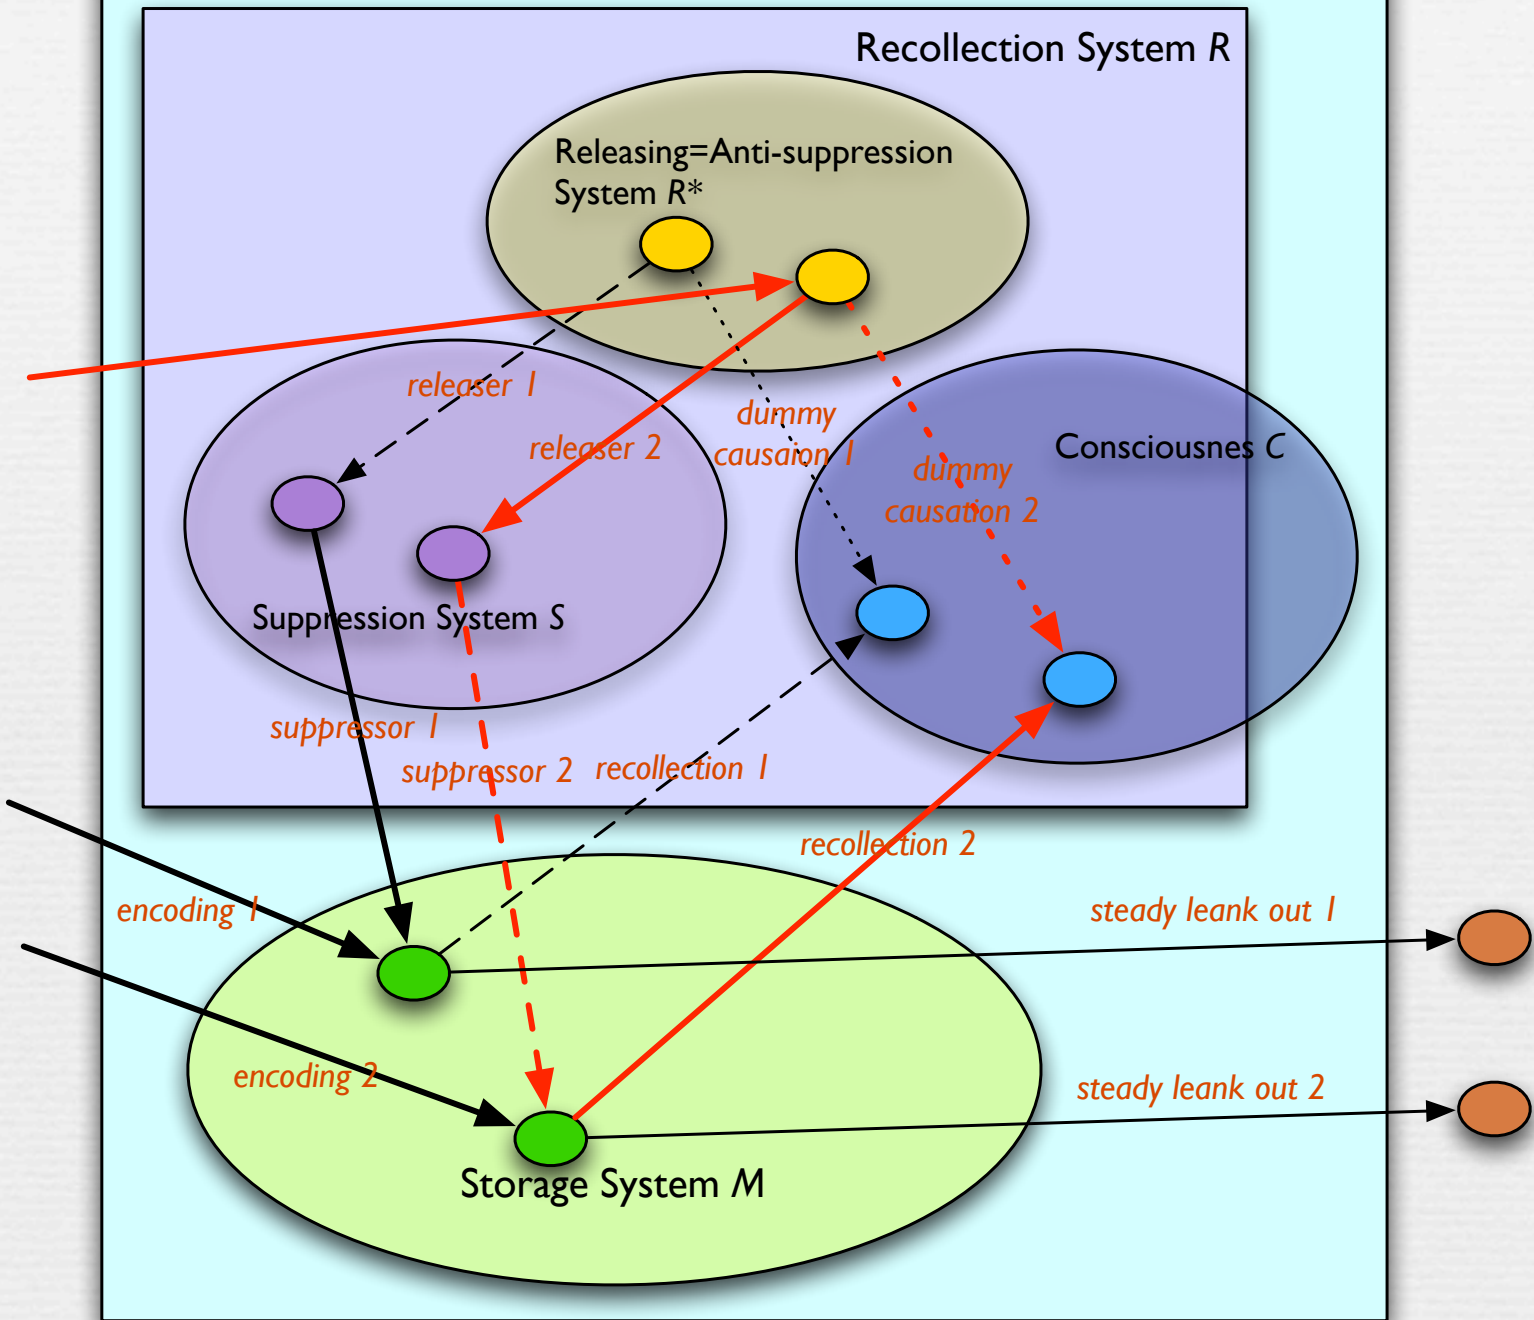 Recollection System R
Releasing=Anti-suppression
System R*
releaser 1
releaser 2
dummy
causaion 1
Consciousnes C
dummy
causation 2
Suppression System S
suppressor 1
suppressor 2
recollection 1
recollection 2
encoding 1
steady leank out 1
encoding 2
steady leank out 2
Storage System M